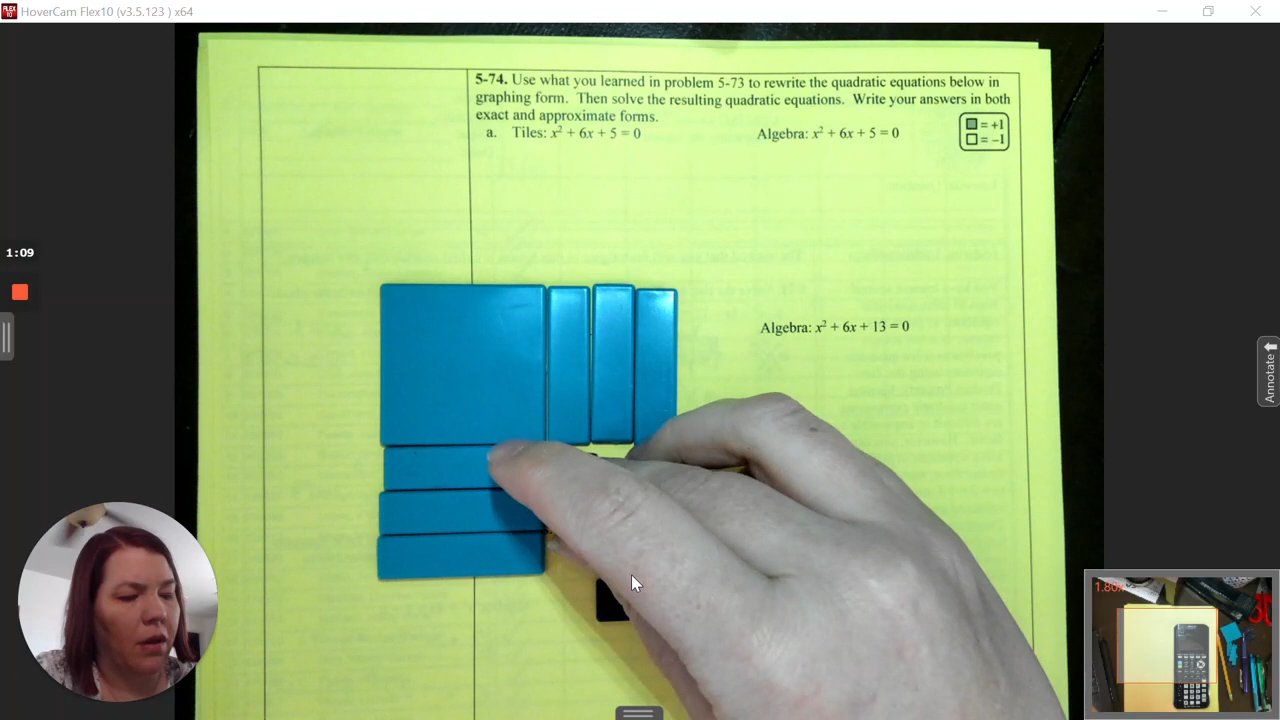 HoverCam Flex10 (v3.5.123 ) x64
5-74. Use what you learned in problem 5-73 to rewrite the quadratic equations below in
graphing form. Then solve the resulting quadratic equations. Write your answers in both
exact and approximate forms.
a. Tiles: x² + 6x + 5 = 0
Algebra: x² + 6x + 5 = 0
= +1
= −1
1:09
Algebra: x² + 6x + 13 = 0
Annotate
1.80x